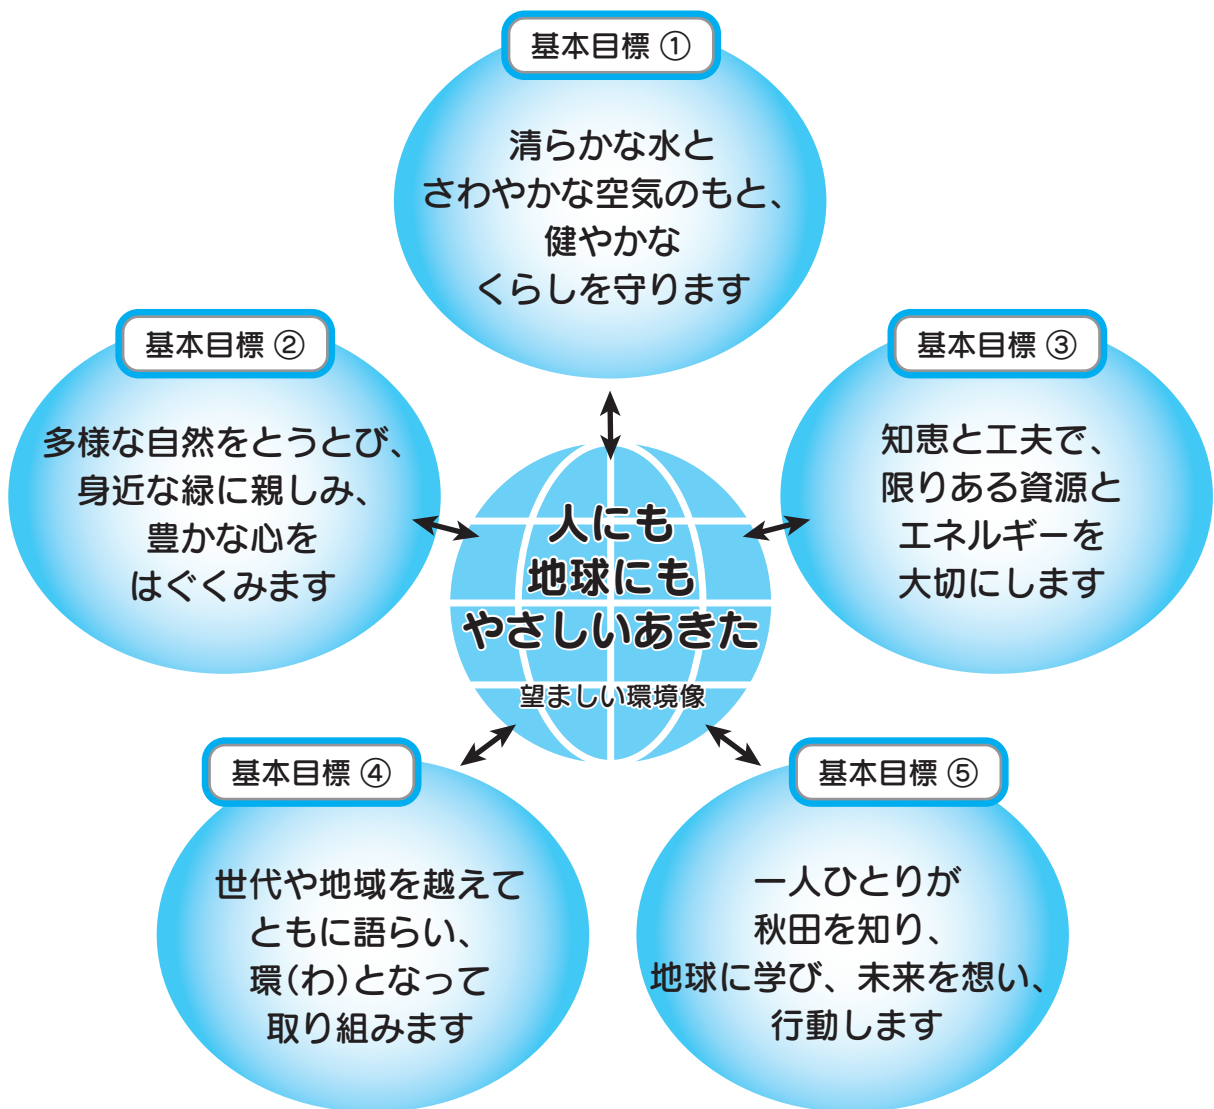 基本目標 ①
清らかな水と
さわやかな空気のもと、
健やかな
くらしを守ります
基本目標 ②
多様な自然をとうとび、
身近な緑に親しみ、
豊かな心を
はぐくみます
基本目標 ③
知恵と工夫で、
限りある資源と
エネルギーを
大切にします
人にも
地球にも
やさしいあきた
望ましい環境像
基本目標 ④
世代や地域を越えて
ともに語らい、
環(わ)となって
取り組みます
基本目標 ⑤
一人ひとりが
秋田を知り、
地球に学び、未来を想い、
行動します